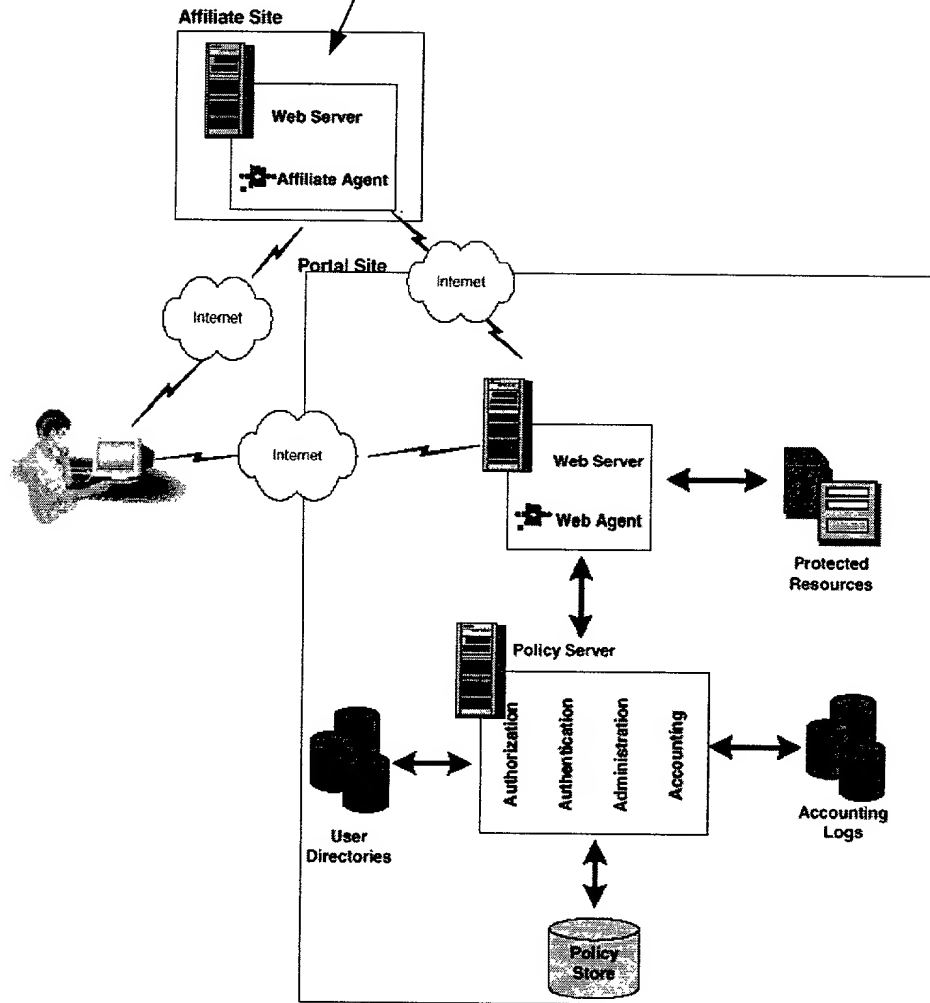 Affiliate Site
Web Server
Affiliate Agent
Portal Site
Internet
Internet
Internet
Web Server
Web Agent
Protected
Resources
Policy Server
Authorization
Authentication
Administration
Accounting
User
Directories
Accounting
Logs
Policy
Store